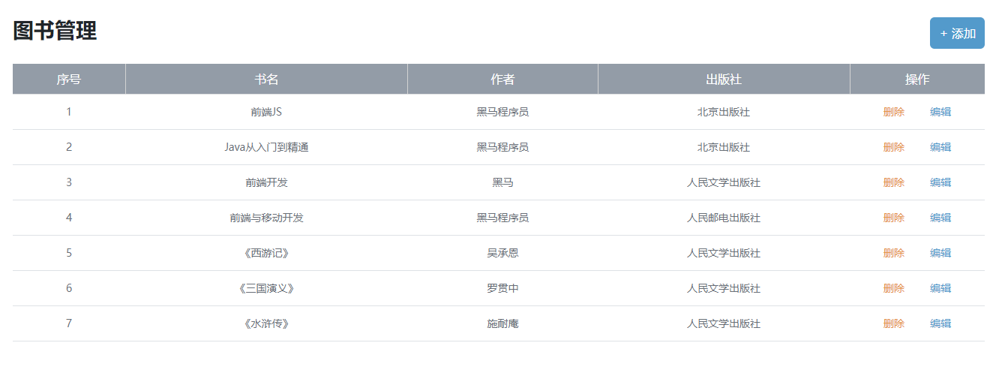 图书管理
+ 添加
序号 书名 作者 出版社 操作
1 前端JS 黑马程序员 北京出版社 删除 编辑
2 Java从入门到精通 黑马程序员 北京出版社 删除 编辑
3 前端开发 黑马 人民文学出版社 删除 编辑
4 前端与移动开发 黑马程序员 人民邮电出版社 删除 编辑
5 《西游记》 吴承恩 人民文学出版社 删除 编辑
6 《三国演义》 罗贯中 人民文学出版社 删除 编辑
7 《水浒传》 施耐庵 人民文学出版社 删除 编辑